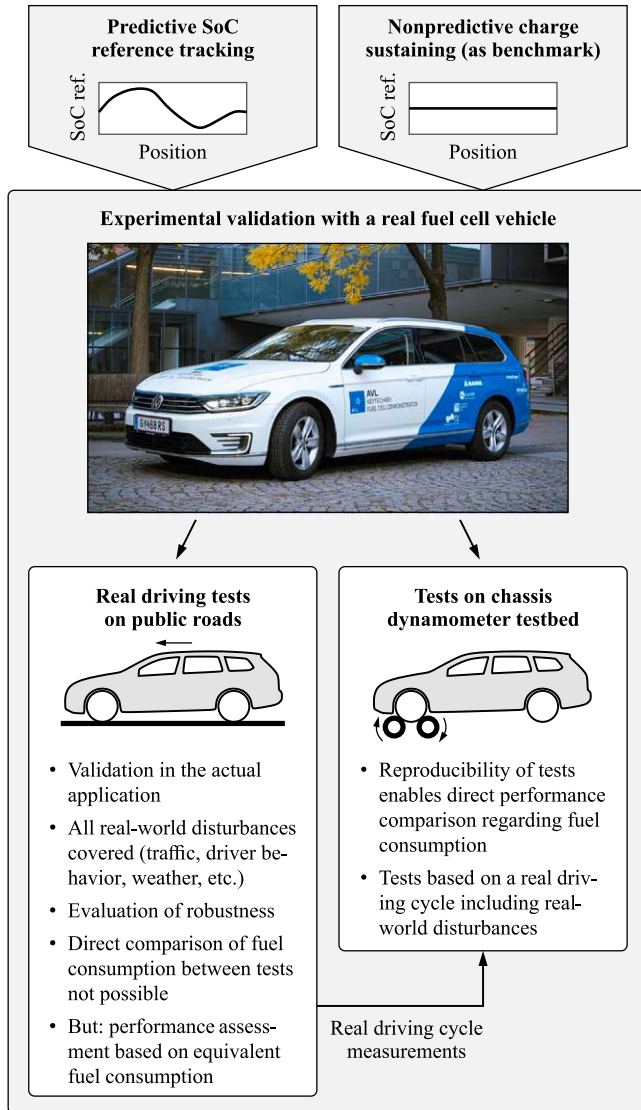 Predictive SoC
reference tracking
SoC ref.
Position
Nonpredictive charge
sustaining (as benchmark)
SoC ref.
Position
Experimental validation with a real fuel cell vehicle
AVL
KEYTECH4EV
FUEL CELL DEMONSTRATOR
MAGNA
Real driving tests
on public roads
• Validation in the actual
application
• All real-world disturbances
covered (traffic, driver be-
havior, weather, etc.)
• Evaluation of robustness
• Direct comparison of fuel
consumption between tests
not possible
• But: performance assess-
ment based on equivalent
fuel consumption
Tests on chassis
dynamometer testbed
• Reproducibility of tests
enables direct performance
comparison regarding fuel
consumption
• Tests based on a real driv-
ing cycle including real-
world disturbances
Real driving cycle
measurements